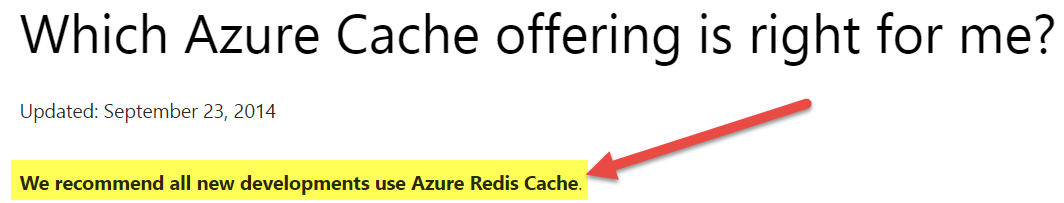 Which Azure Cache offering is right for me?
Updated: September 23, 2014
We recommend all new developments use Azure Redis Cache.